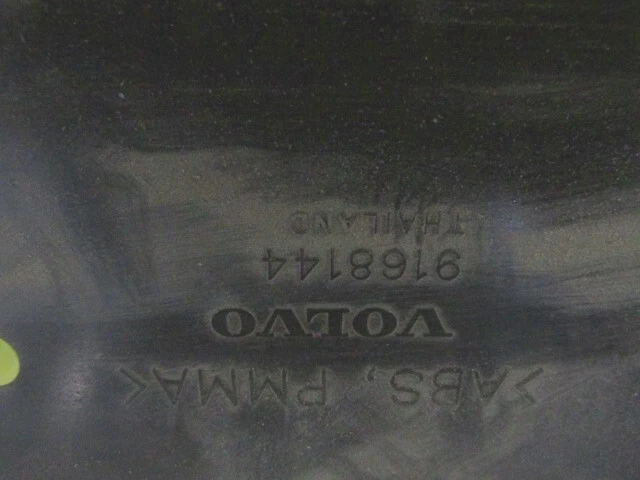 >ABS, PMMA<
VOLVO
9168144
THAILAND